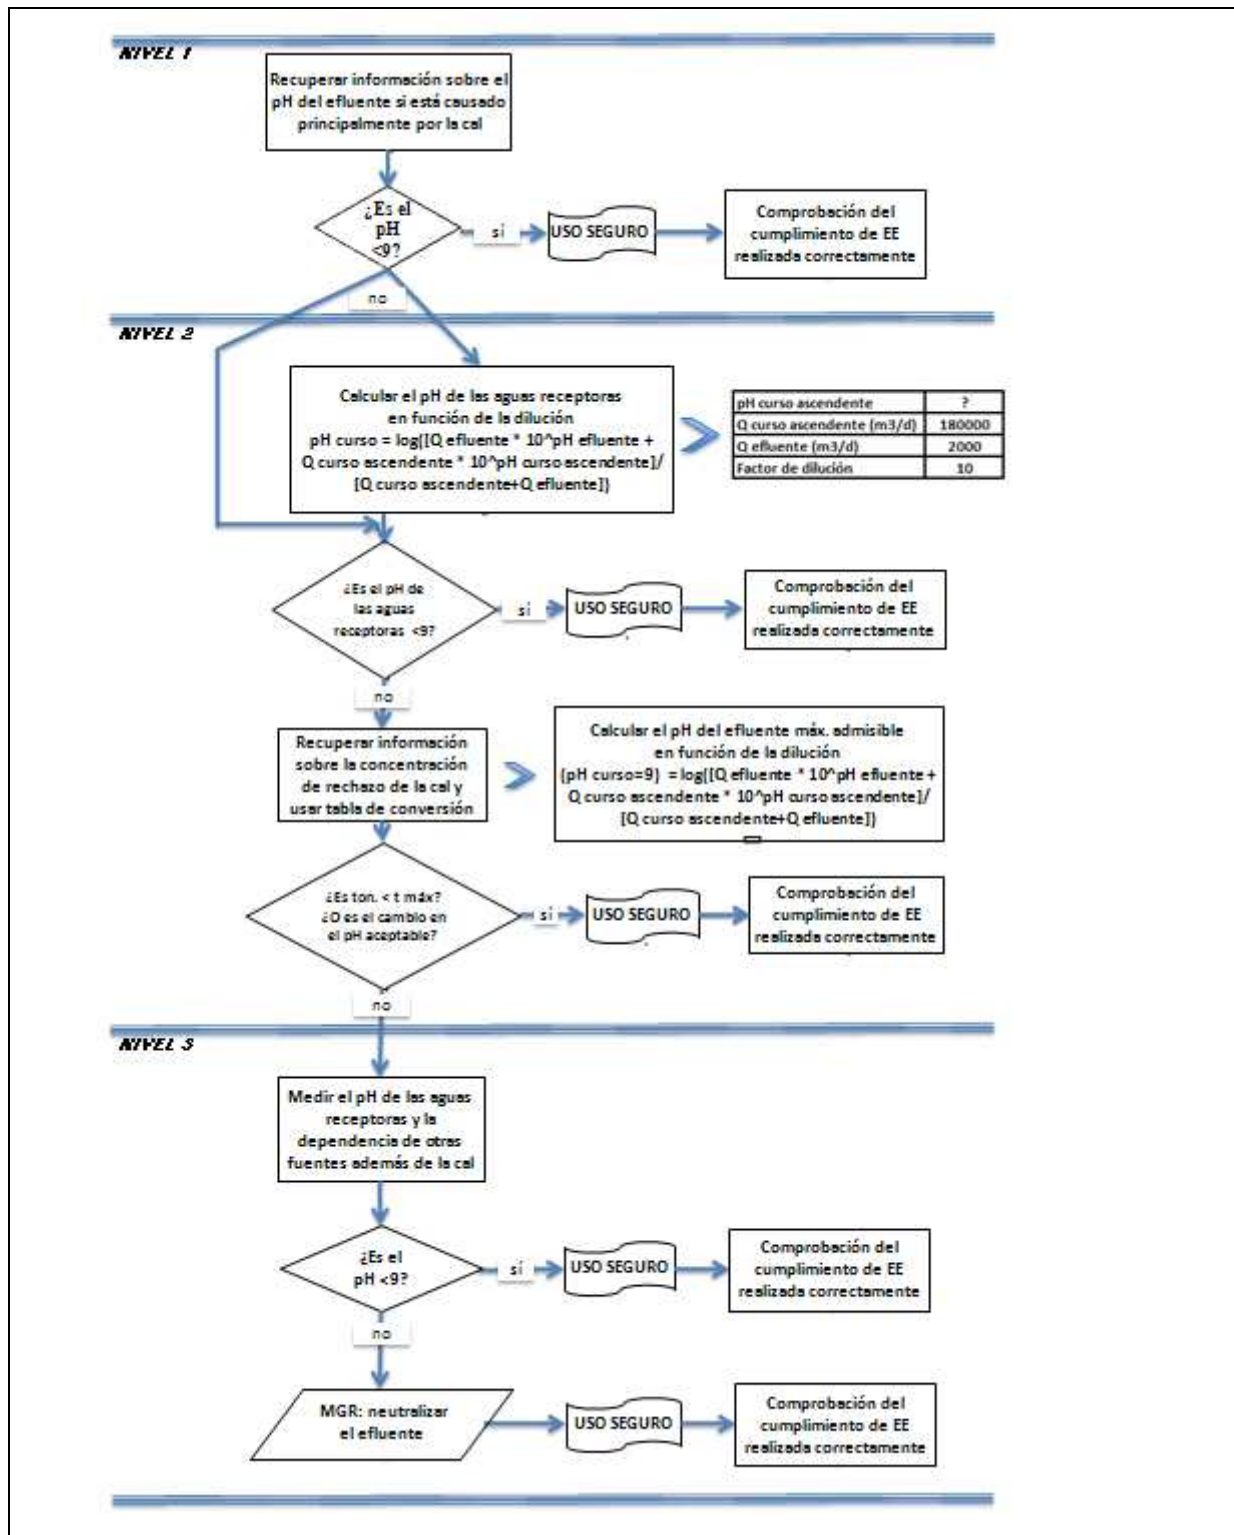 NIVEL 1
Recuperar información sobre el
pH del efluente si está causado
principalmente por la cal
¿Es el
pH
<9?
sí
USO SEGURO
Comprobación del
cumplimiento de EE
realizada correctamente
no
NIVEL 2
Calcular el pH de las aguas receptoras
en función de la dilución
pH curso = log([Q efluente * 10^pH efluente +
Q curso ascendente * 10^pH curso ascendente]/
[Q curso ascendente+Q efluente])
pH curso ascendente ?
Q curso ascendente (m3/d) 180000
Q efluente (m3/d) 2000
Factor de dilución 10
¿Es el pH de
las aguas
receptoras <9?
sí
USO SEGURO
Comprobación del
cumplimiento de EE
realizada correctamente
no
Recuperar información
sobre la concentración
de rechazo de la cal y
usar tabla de conversión
Calcular el pH del efluente máx. admisible
en función de la dilución
(pH curso=9) = log([Q efluente * 10^pH efluente +
Q curso ascendente * 10^pH curso ascendente]/
[Q curso ascendente+Q efluente])
¿Es ton. < t máx?
¿O es el cambio en
el pH aceptable?
sí
USO SEGURO
Comprobación del
cumplimiento de EE
realizada correctamente
no
NIVEL 3
Medir el pH de las aguas
receptoras y la
dependencia de otras
fuentes además de la cal
¿Es el
pH <9?
sí
USO SEGURO
Comprobación del
cumplimiento de EE
realizada correctamente
no
MGR: neutralizar
el efluente
USO SEGURO
Comprobación del
cumplimiento de EE
realizada correctamente